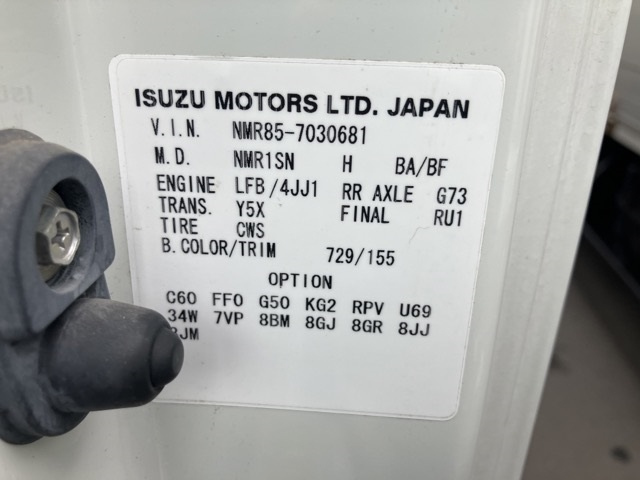 ISUZU MOTORS LTD. JAPAN
V.I.N. NMR85-7030681
M.D. NMR1SN H BA/BF
ENGINE LFB/4JJ1 RR AXLE G73
TRANS. Y5X FINAL RU1
TIRE CWS
B.COLOR/TRIM 729/155
OPTION
C60 FF0 G50 KG2 RPV U69
34W 7VP 8BM 8GJ 8GR 8JJ